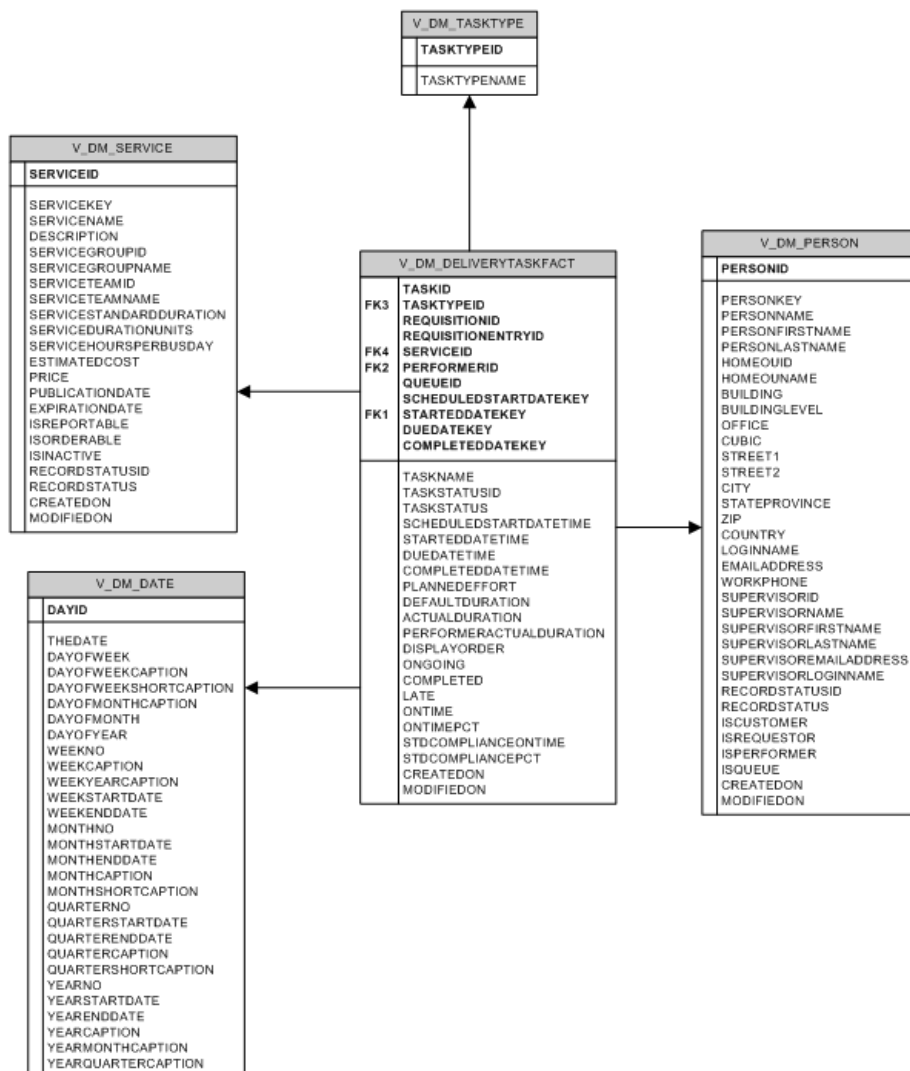 V_DM_TASKTYPE
TASKTYPEID
TASKTYPENAME
V_DM_SERVICE
SERVICEID
SERVICEKEY
SERVICENAME
DESCRIPTION
SERVICEGROUPID
SERVICEGROUPNAME
SERVICETEAMID
SERVICETEAMNAME
SERVICESTANDARDDURATION
SERVICEDURATIONUNITS
SERVICEHOURSPERBUSDAY
ESTIMATEDCOST
PRICE
PUBLICATIONDATE
EXPIRATIONDATE
ISREPORTABLE
ISORDERABLE
ISINACTIVE
RECORDSTATUSID
RECORDSTATUS
CREATEDON
MODIFIEDON
V_DM_DELIVERYTASKFACT
TASKID
FK3 TASKTYPEID
REQUISITIONID
REQUISITIONENTRYID
FK4 SERVICEID
FK2 PERFORMERID
QUEUEID
SCHEDULEDSTARTDATEKEY
FK1 STARTEDDATEKEY
DUEDATEKEY
COMPLETEDDATEKEY
TASKNAME
TASKSTATUSID
TASKSTATUS
SCHEDULEDSTARTDATETIME
STARTEDDATETIME
DUEDATETIME
COMPLETEDDATETIME
PLANNEDEFFORT
DEFAULTDURATION
ACTUALDURATION
PERFORMERACTUALDURATION
DISPLAYORDER
ONGOING
COMPLETED
LATE
ONTIME
ONTIMEPCT
STDCOMPLIANCEONTIME
STDCOMPLIANCEPCT
CREATEDON
MODIFIEDON
V_DM_PERSON
PERSONID
PERSONKEY
PERSONNAME
PERSONFIRSTNAME
PERSONLASTNAME
HOMEOUID
HOMEOUNAME
BUILDING
BUILDINGLEVEL
OFFICE
CUBIC
STREET1
STREET2
CITY
STATEPROVINCE
ZIP
COUNTRY
LOGINNAME
EMAILADDRESS
WORKPHONE
SUPERVISORID
SUPERVISORNAME
SUPERVISORFIRSTNAME
SUPERVISORLASTNAME
SUPERVISOREMAILADDRESS
SUPERVISORLOGINNAME
RECORDSTATUSID
RECORDSTATUS
ISCUSTOMER
ISREQUESTOR
ISPERFORMER
ISQUEUE
CREATEDON
MODIFIEDON
V_DM_DATE
DAYID
THEDATE
DAYOFWEEK
DAYOFWEEKCAPTION
DAYOFWEEKSHORTCAPTION
DAYOFMONTHCAPTION
DAYOFMONTH
DAYOFYEAR
WEEKNO
WEEKCAPTION
WEEKYEARCAPTION
WEEKSTARTDATE
WEEKENDDATE
MONTHNO
MONTHSTARTDATE
MONTHENDDATE
MONTHCAPTION
MONTHSHORTCAPTION
QUARTERNO
QUARTERSTARTDATE
QUARTERENDDATE
QUARTERCAPTION
QUARTERSHORTCAPTION
YEARNO
YEARSTARTDATE
YEARENDDATE
YEARCAPTION
YEARMONTHCAPTION
YEARQUARTERCAPTION